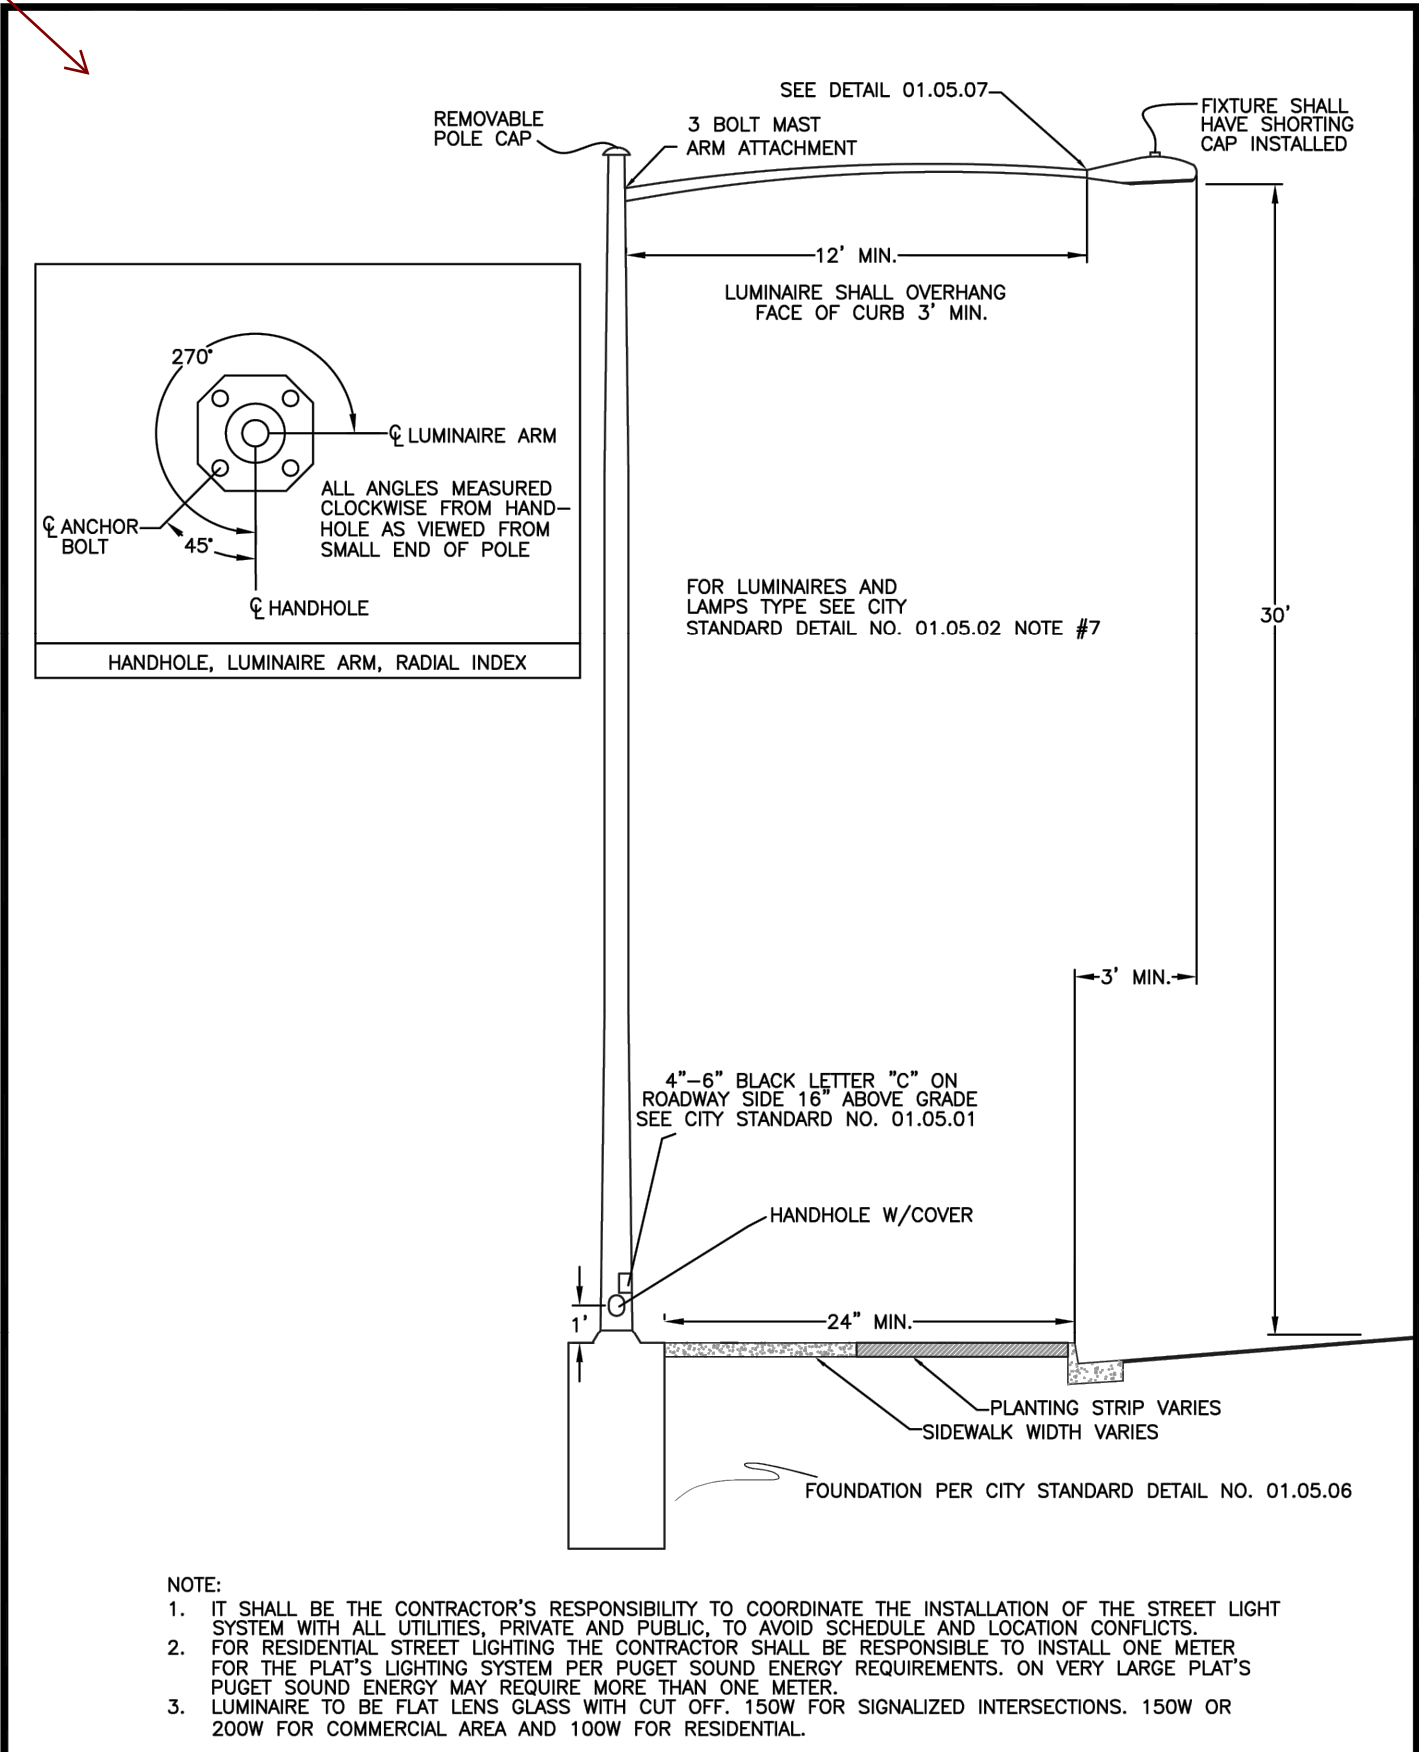 SEE DETAIL 01.05.07
REMOVABLE
POLE CAP
3 BOLT MAST
ARM ATTACHMENT
FIXTURE SHALL
HAVE SHORTING
CAP INSTALLED
12' MIN.
LUMINAIRE SHALL OVERHANG
FACE OF CURB 3' MIN.
270°
℄ LUMINAIRE ARM
ALL ANGLES MEASURED
CLOCKWISE FROM HAND–
HOLE AS VIEWED FROM
SMALL END OF POLE
℄ ANCHOR
BOLT
45°
℄ HANDHOLE
HANDHOLE, LUMINAIRE ARM, RADIAL INDEX
FOR LUMINAIRES AND
LAMPS TYPE SEE CITY
STANDARD DETAIL NO. 01.05.02 NOTE #7
30'
3' MIN.
4"–6" BLACK LETTER "C" ON
ROADWAY SIDE 16" ABOVE GRADE
SEE CITY STANDARD NO. 01.05.01
HANDHOLE W/COVER
1'
24" MIN.
PLANTING STRIP VARIES
SIDEWALK WIDTH VARIES
FOUNDATION PER CITY STANDARD DETAIL NO. 01.05.06
NOTE:
1. IT SHALL BE THE CONTRACTOR'S RESPONSIBILITY TO COORDINATE THE INSTALLATION OF THE STREET LIGHT
SYSTEM WITH ALL UTILITIES, PRIVATE AND PUBLIC, TO AVOID SCHEDULE AND LOCATION CONFLICTS.
2. FOR RESIDENTIAL STREET LIGHTING THE CONTRACTOR SHALL BE RESPONSIBLE TO INSTALL ONE METER
FOR THE PLAT'S LIGHTING SYSTEM PER PUGET SOUND ENERGY REQUIREMENTS. ON VERY LARGE PLAT'S
PUGET SOUND ENERGY MAY REQUIRE MORE THAN ONE METER.
3. LUMINAIRE TO BE FLAT LENS GLASS WITH CUT OFF. 150W FOR SIGNALIZED INTERSECTIONS. 150W OR
200W FOR COMMERCIAL AREA AND 100W FOR RESIDENTIAL.